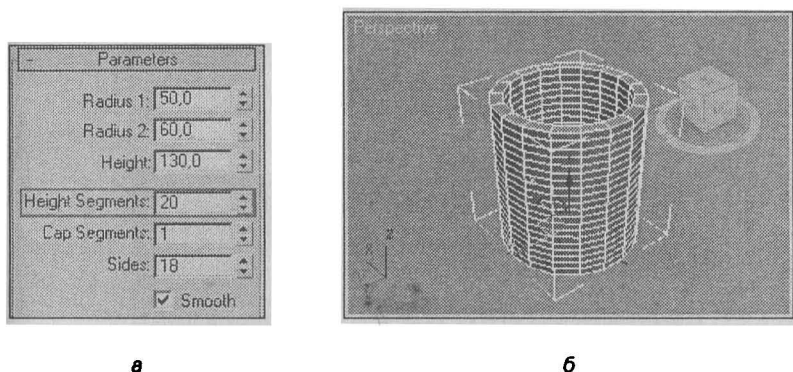 Parameters
Radius 1: 50,0
Radius 2: 60,0
Height: 130,0
Height Segments: 20
Cap Segments: 1
Sides: 18
Smooth
Perspective
z
x
а
б